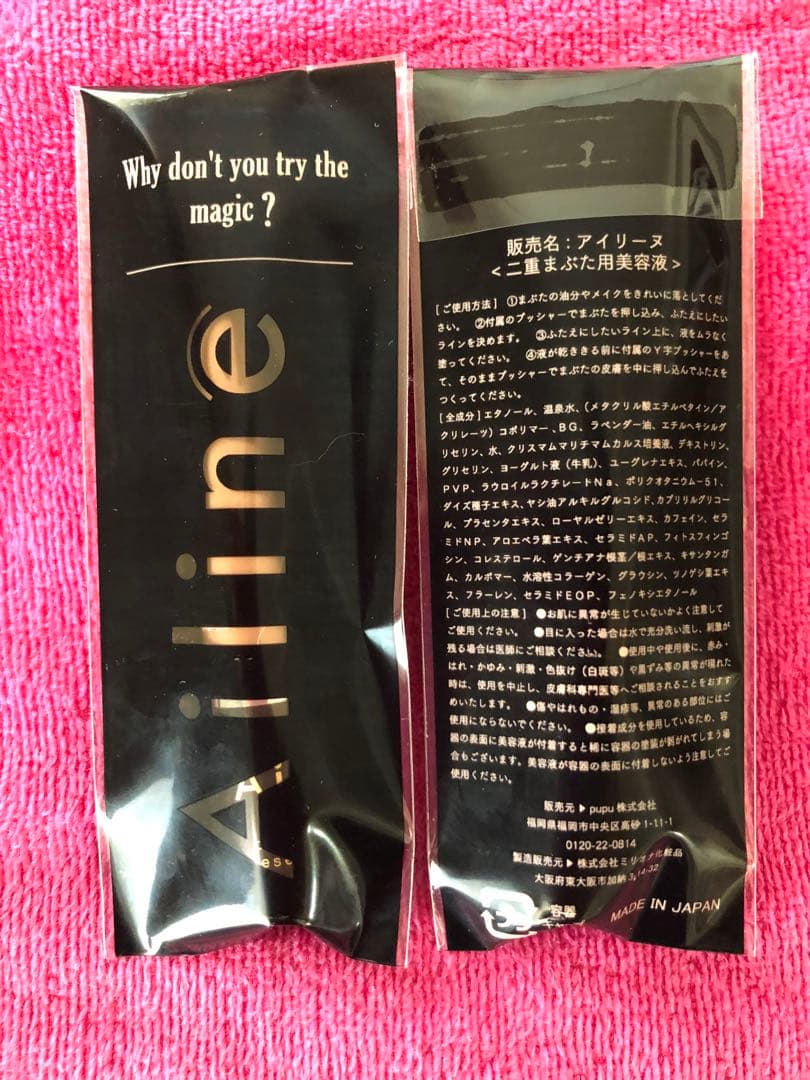 Why don't you try the
magic ?
Ailine
販売名:アイリーヌ
<二重まぶた用美容液>
[ご使用方法] ①まぶたの油分やメイクをきれいに落としてくだ
さい。 ②付属のプッシャーでまぶたを押し込み、ふたえにしたい
ラインを決めます。 ③ふたえにしたいライン上に、液をムラなく
塗ってください。 ④液が乾ききる前に付属のY字プッシャーをあ
て、そのままプッシャーでまぶたの皮膚を中に押し込んでふたえを
つくってください。
[全成分] エタノール、温泉水、(メタクリル酸エチルベタイン/ア
クリレーツ) コポリマー、BG、ラベンダー油、エチルヘキシルグ
リセリン、水、クリスマムマリチマムカルス培養液、デキストリン、
グリセリン、ヨーグルト液(牛乳)、ユーグレナエキス、パパイン、
PVP、ラウロイルラクチレートNa、ポリクオタニウム-51、
ダイズ種子エキス、ヤシ油アルキルグルコシド、カプリリルグリコー
ル、プラセンタエキス、ローヤルゼリーエキス、カフェイン、セラ
ミドNP、アロエベラ葉エキス、セラミドAP、フィトスフィンゴ
シン、コレステロール、ゲンチアナ根茎/根エキス、キサンタンガ
ム、カルボマー、水溶性コラーゲン、グラウシン、ツノゲシ葉エキ
ス、フラーレン、セラミドEOP、フェノキシエタノール
[ご使用上の注意] ●お肌に異常が生じていないかよく注意して
ご使用ください。 ●目に入った場合は水で充分洗い流し、刺激が
残る場合は医師にご相談ください。 ●使用中や使用後に、赤み・
はれ・かゆみ・刺激・色抜け(白斑等)や黒ずみ等の異常が現れた
時は、使用を中止し、皮膚科専門医等へご相談されることをおすす
めいたします。 ●傷やはれもの・湿疹等、異常のある部位にはご
使用にならないでください。 ●接着成分を使用しているため、容
器の表面に美容液が付着すると稀に容器の塗装が剥がれてしまう場
合もございます。美容液が容器の表面に付着しないよう注意してご
使用ください。
販売元▶pupu 株式会社
福岡県福岡市中央区高砂 1-11-1
0120-22-0814
製造販売元▶株式会社ミリオナ化粧品
大阪府東大阪市加納 3-14-32
容器
MADE IN JAPAN